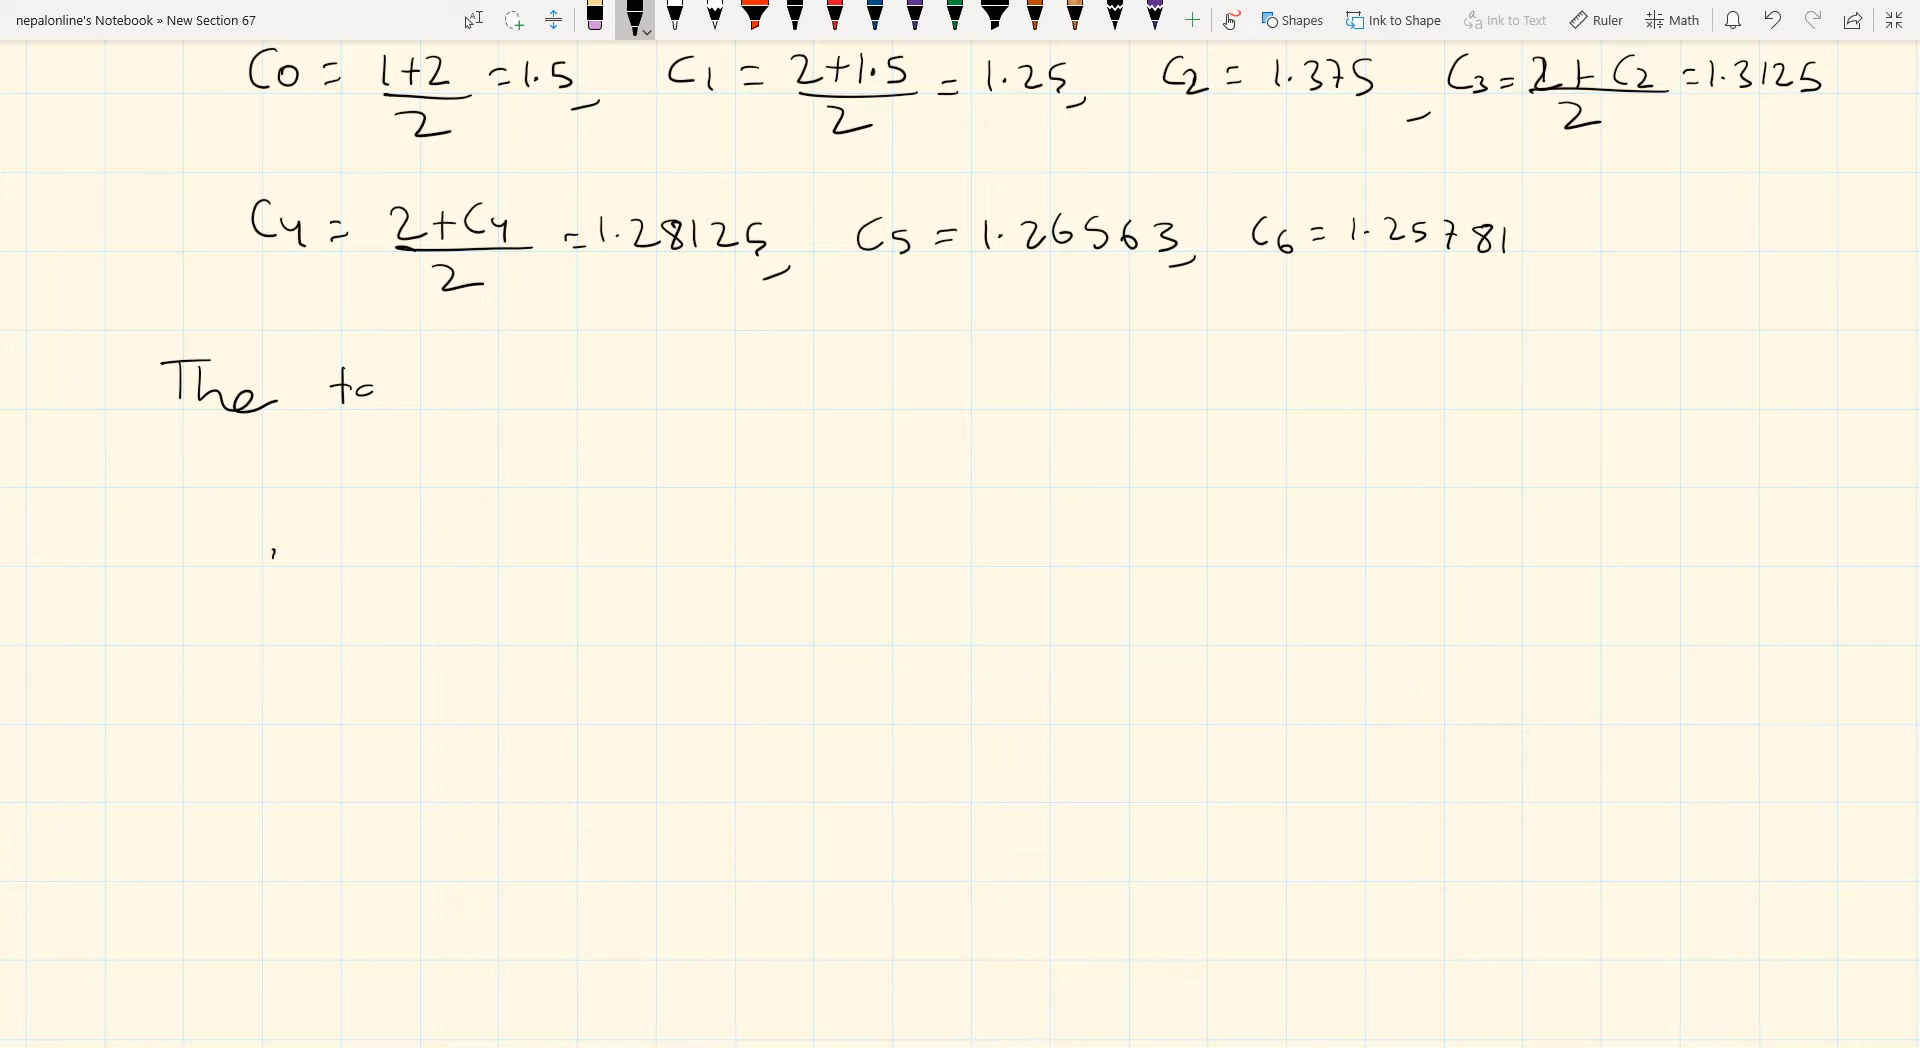 nepalonline's Notebook » New Section 67 Shapes Ink to Shape Ink to Text Ruler Math
C0 = 1+2/2 = 1.5, C1 = 2+1.5/2 = 1.25, C2 = 1.375, C3 = 2+C2/2 = 1.3125
C4 = 2+C4/2 = 1.28125, C5 = 1.26563, C6 = 1.25781
The to